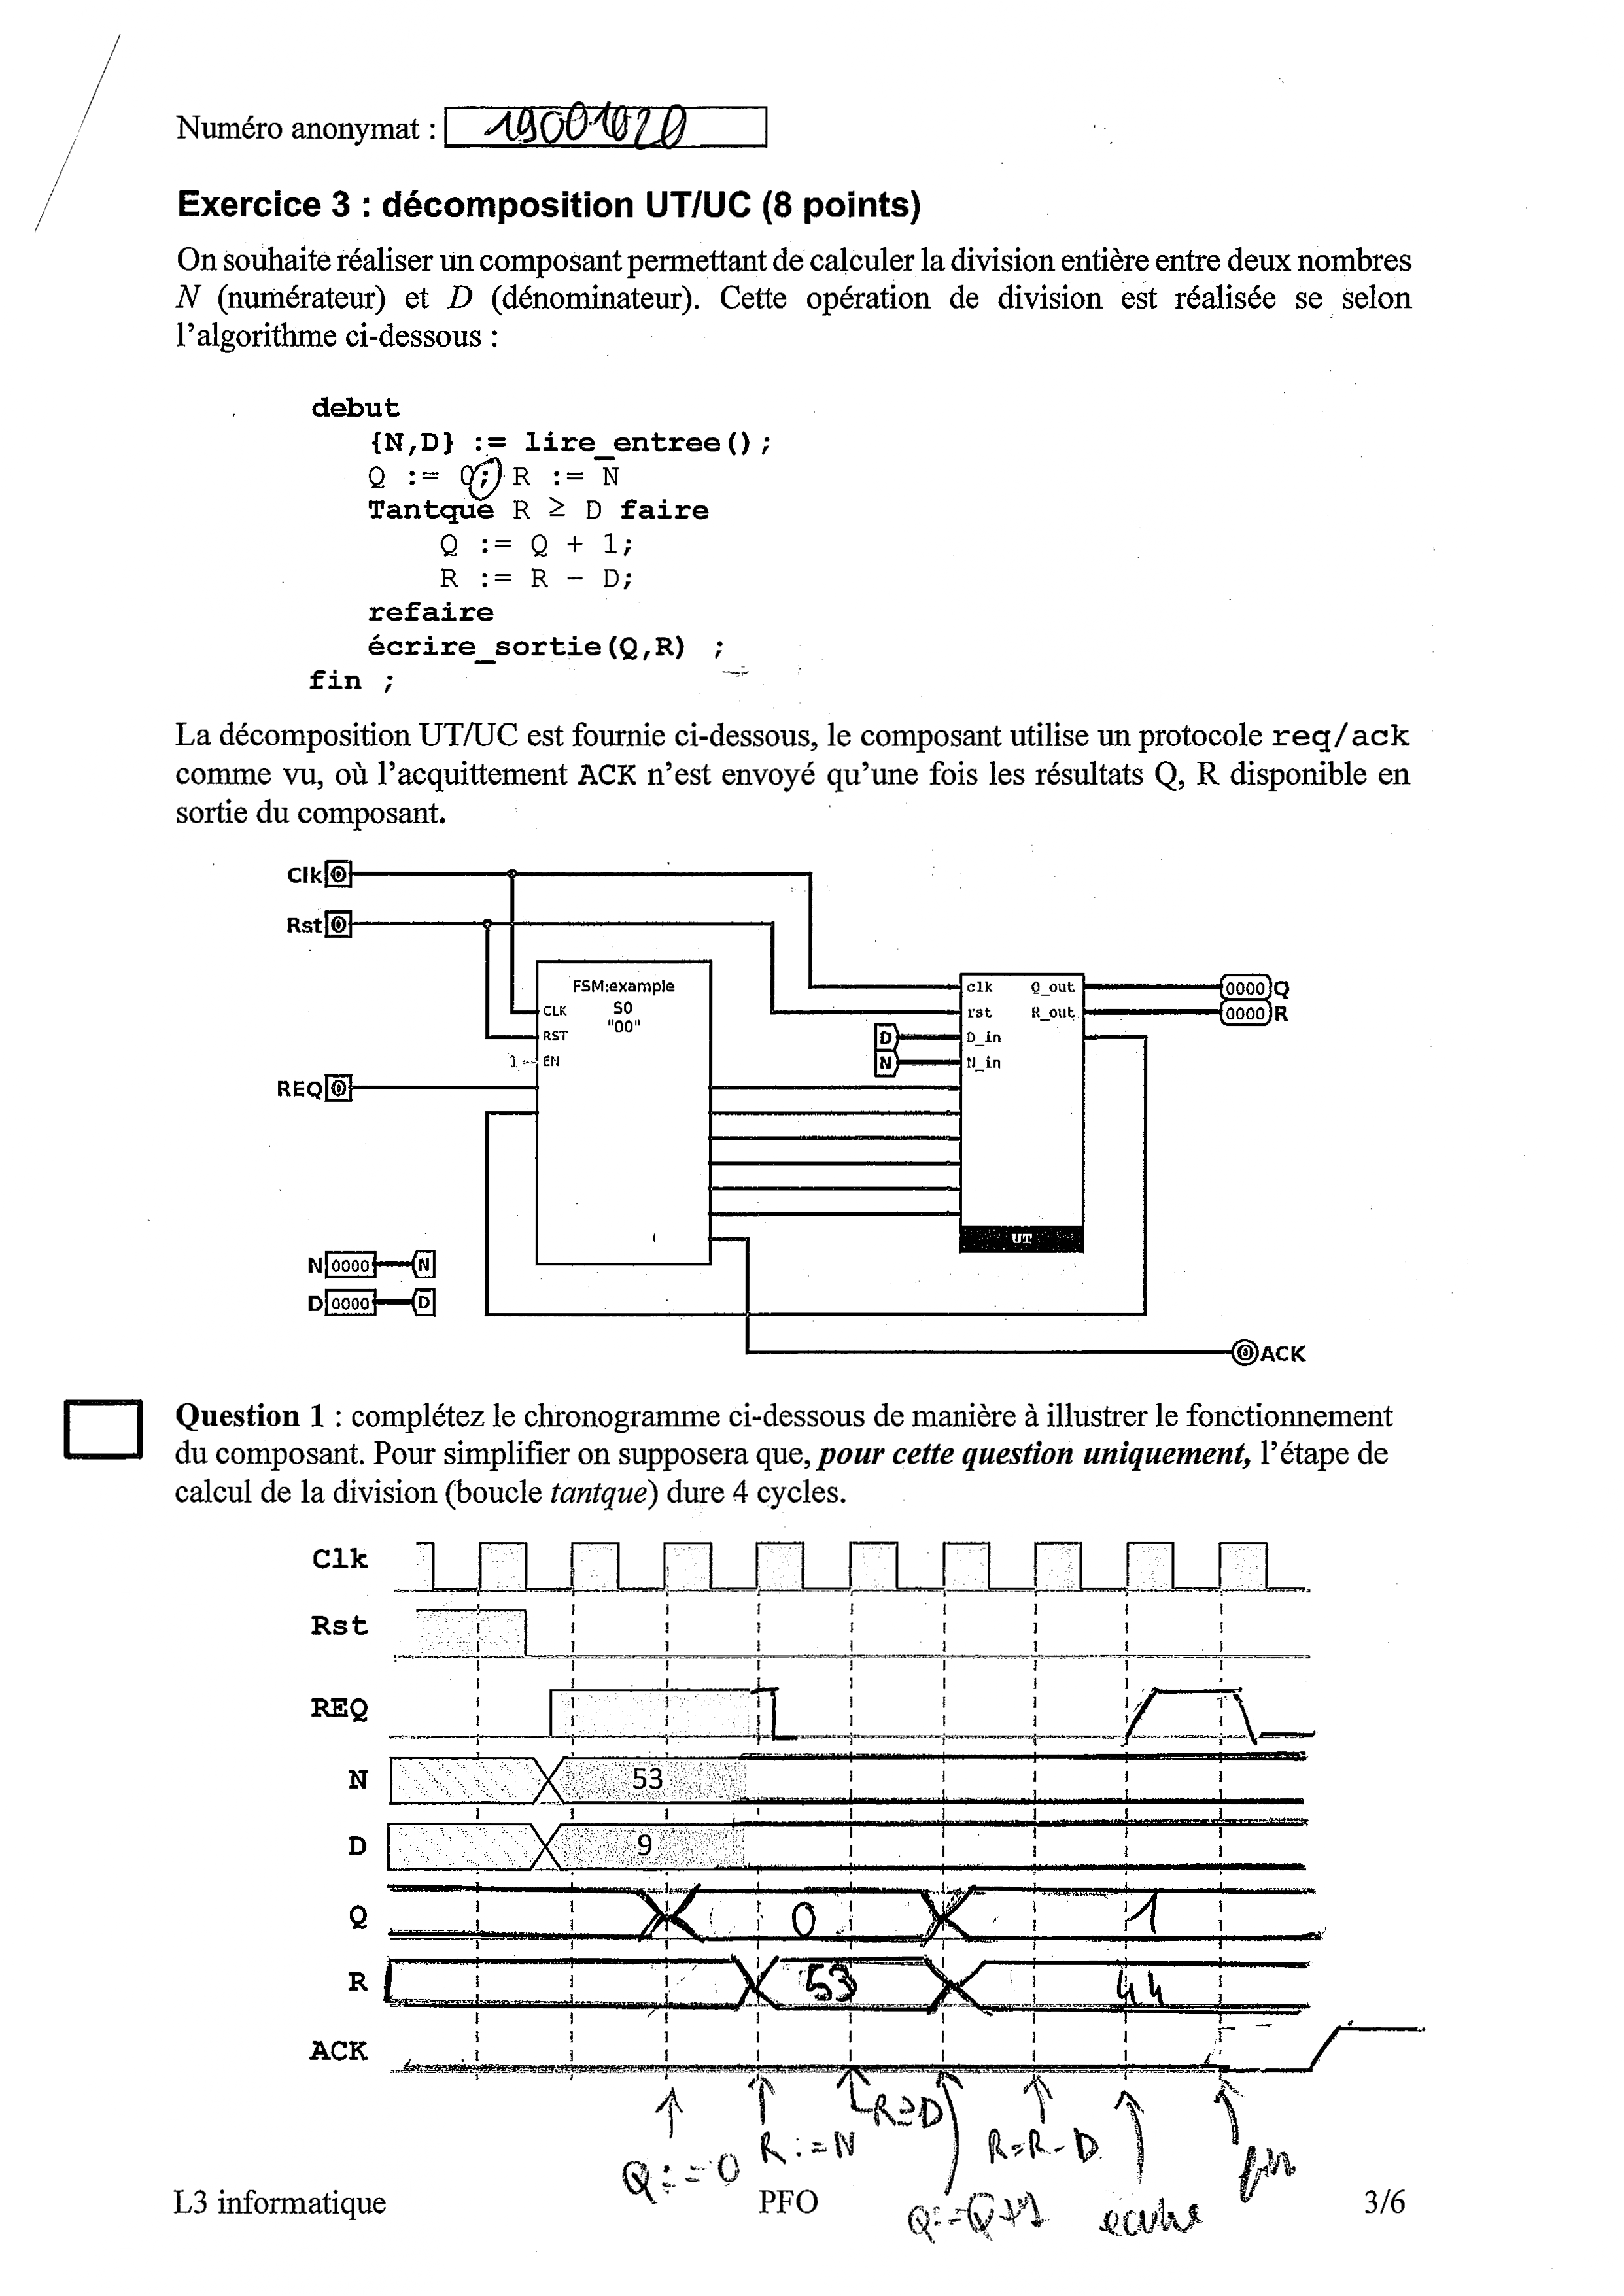 Numéro anonymat : 19001020
Exercice 3 : décomposition UT/UC (8 points)
On souhaite réaliser un composant permettant de calculer la division entière entre deux nombres
N (numérateur) et D (dénominateur). Cette opération de division est réalisée se selon
l'algorithme ci-dessous :
debut
{N,D} := lire_entree();
Q := 0; R := N
Tantque R ≥ D faire
Q := Q + 1;
R := R - D;
refaire
écrire_sortie(Q,R) ;
fin ;
La décomposition UT/UC est fournie ci-dessous, le composant utilise un protocole req/ack
comme vu, où l'acquittement ACK n'est envoyé qu'une fois les résultats Q, R disponible en
sortie du composant.
Clk 0
Rst 0
FSM:example
S0
"00"
CLK
RST
1 EN
REQ 0
clk Q_out 0000 Q
rst R_out 0000 R
D D_in
N N_in
UT
N 0000 N
D 0000 D
0 ACK
Question 1 : complétez le chronogramme ci-dessous de manière à illustrer le fonctionnement
du composant. Pour simplifier on supposera que, pour cette question uniquement, l'étape de
calcul de la division (boucle tantque) dure 4 cycles.
Clk
Rst
REQ
N 53
D 9
Q 0 1
R 53 44
ACK
Q:=0 R:=N R≥D Q:=Q+1 R=R-D ecrire fin
L3 informatique PFO 3/6